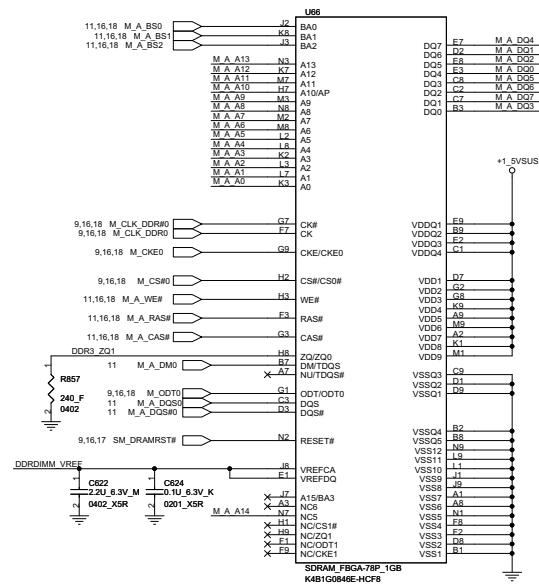 U66
11,16,18 M_A_BS0 J2 BA0
11,16,18 M_A_BS1 K8 BA1
11,16,18 M_A_BS2 J3 BA2
M_A_A13 N3 A13
M_A_A12 K7 A12
M_A_A11 M7 A11
M_A_A10 H7 A10/AP
M_A_A9 M3 A9
M_A_A8 N8 A8
M_A_A7 M2 A7
M_A_A6 M8 A6
M_A_A5 L2 A5
M_A_A4 L8 A4
M_A_A3 K2 A3
M_A_A2 L3 A2
M_A_A1 L7 A1
M_A_A0 K3 A0
9,16,18 M_CLK_DDR#0 G7 CK#
9,16,18 M_CLK_DDR0 F7 CK
9,16,18 M_CKE0 G9 CKE/CKE0
9,16,18 M_CS#0 H2 CS#/CS0#
11,16,18 M_A_WE# H3 WE#
11,16,18 M_A_RAS# F3 RAS#
11,16,18 M_A_CAS# G3 CAS#
DDR3_ZQ1 H8 ZQ/ZQ0
11 M_A_DM0 B7 DM/TDQS
A7 NU/TDQS#
R857
240_F
0402
1
2
9,16,18 M_ODT0 G1 ODT/ODT0
11 M_A_DQS0 C3 DQS
11 M_A_DQS#0 D3 DQS#
9,16,17 SM_DRAMRST# N2 RESET#
DDRDIMM_VREF J8 VREFCA
E1 VREFDQ
C622
2.2U_6.3V_M
0402_X5R
1
2
C624
0.1U_6.3V_K
0201_X5R
1
2
J7 A15/BA3
A3 NC6
M_A_A14 N7 NC5
H1 NC/CS1#
H9 NC/ZQ1
F1 NC/ODT1
F9 NC/CKE1
DQ7 E7 M_A_DQ4
DQ6 D2 M_A_DQ1
DQ5 E8 M_A_DQ2
DQ4 E3 M_A_DQ0
DQ3 C8 M_A_DQ5
DQ2 C2 M_A_DQ6
DQ1 C7 M_A_DQ7
DQ0 B3 M_A_DQ3
+1_5VSUS
VDDQ1 E9
VDDQ2 B9
VDDQ3 E2
VDDQ4 C1
VDD1 D7
VDD2 G2
VDD3 G8
VDD4 K9
VDD5 A9
VDD6 M9
VDD7 A2
VDD8 K1
VDD9 M1
VSSQ3 C9
VSSQ2 D1
VSSQ1 D9
VSSQ4 B2
VSSQ5 B8
VSS12 N9
VSS11 L9
VSS10 L1
VSS9 J1
VSS8 J9
VSS7 A1
VSS6 A8
VSS5 N1
VSS4 F8
VSS3 F2
VSS2 D8
VSS1 B1
SDRAM_FBGA-78P_1GB
K4B1G0846E-HCF8